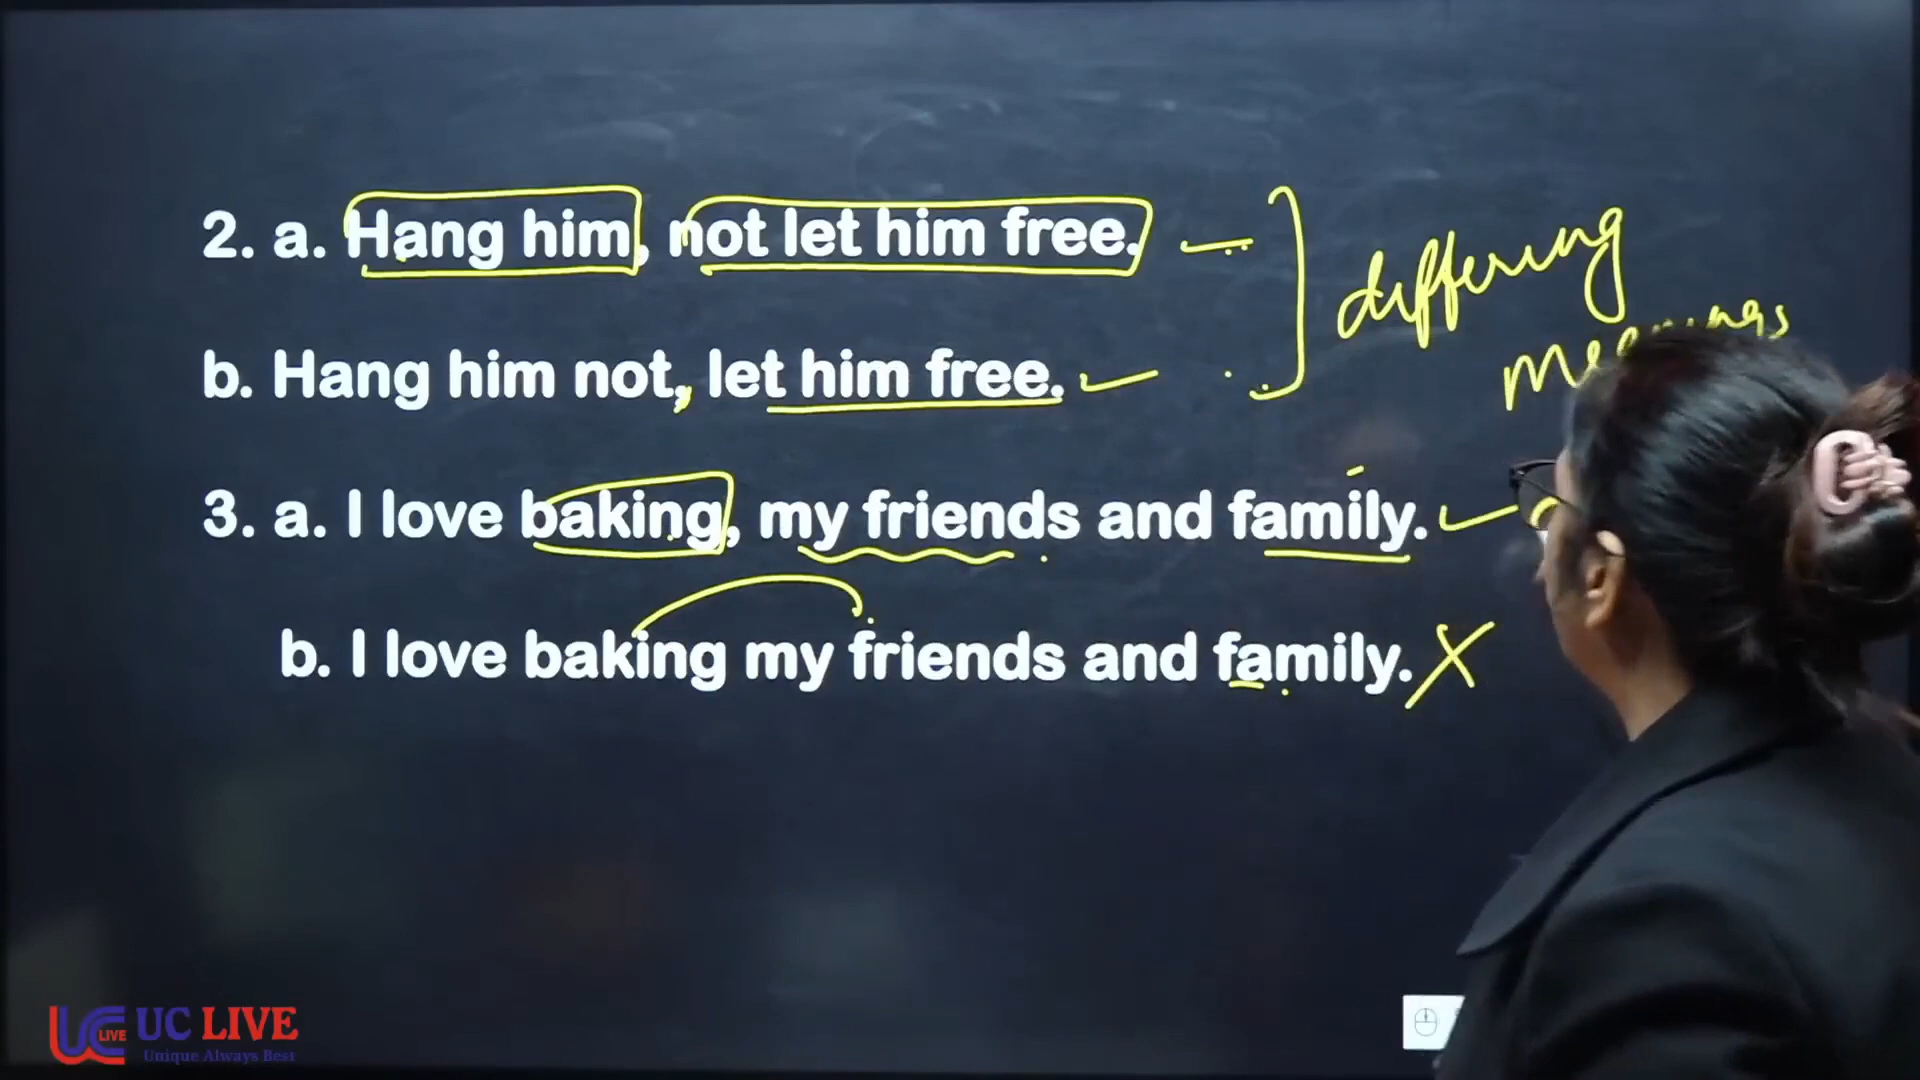 2. a. Hang him, not let him free.
differing
b. Hang him not, let him free.
3. a. I love baking, my friends and family.
b. I love baking my friends and family.
UC LIVE
LIVE
Unique Always Best